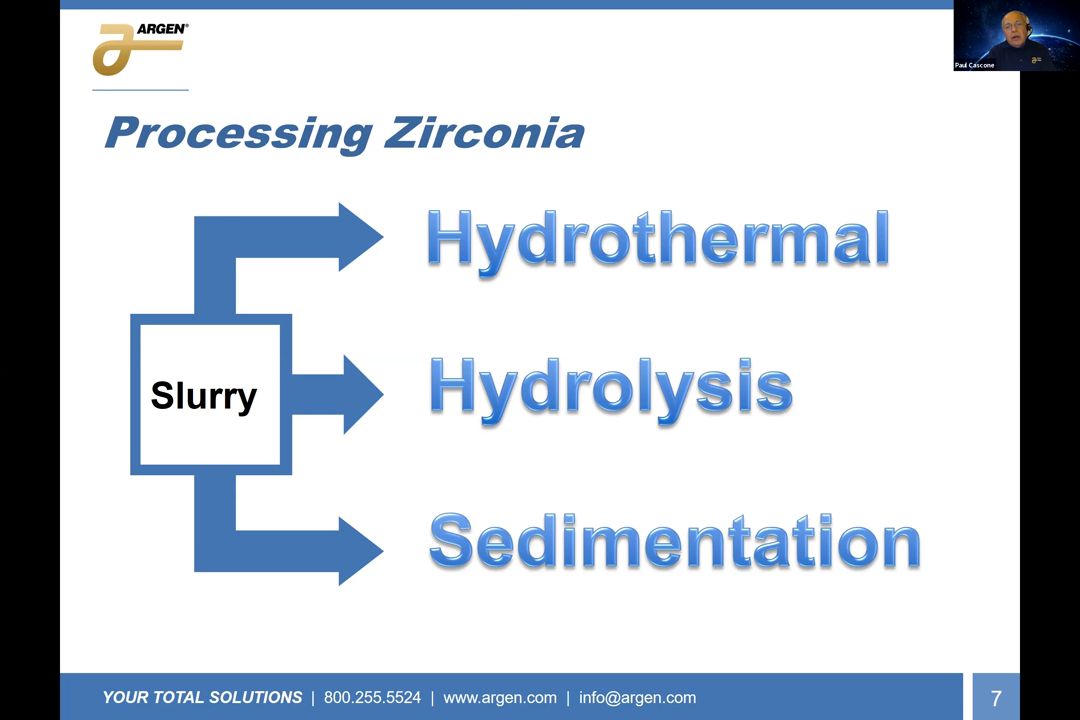 ARGEN®
Paul Cascone
Processing Zirconia
Hydrothermal
Slurry
Hydrolysis
Sedimentation
YOUR TOTAL SOLUTIONS | 800.255.5524 | www.argen.com | info@argen.com
7